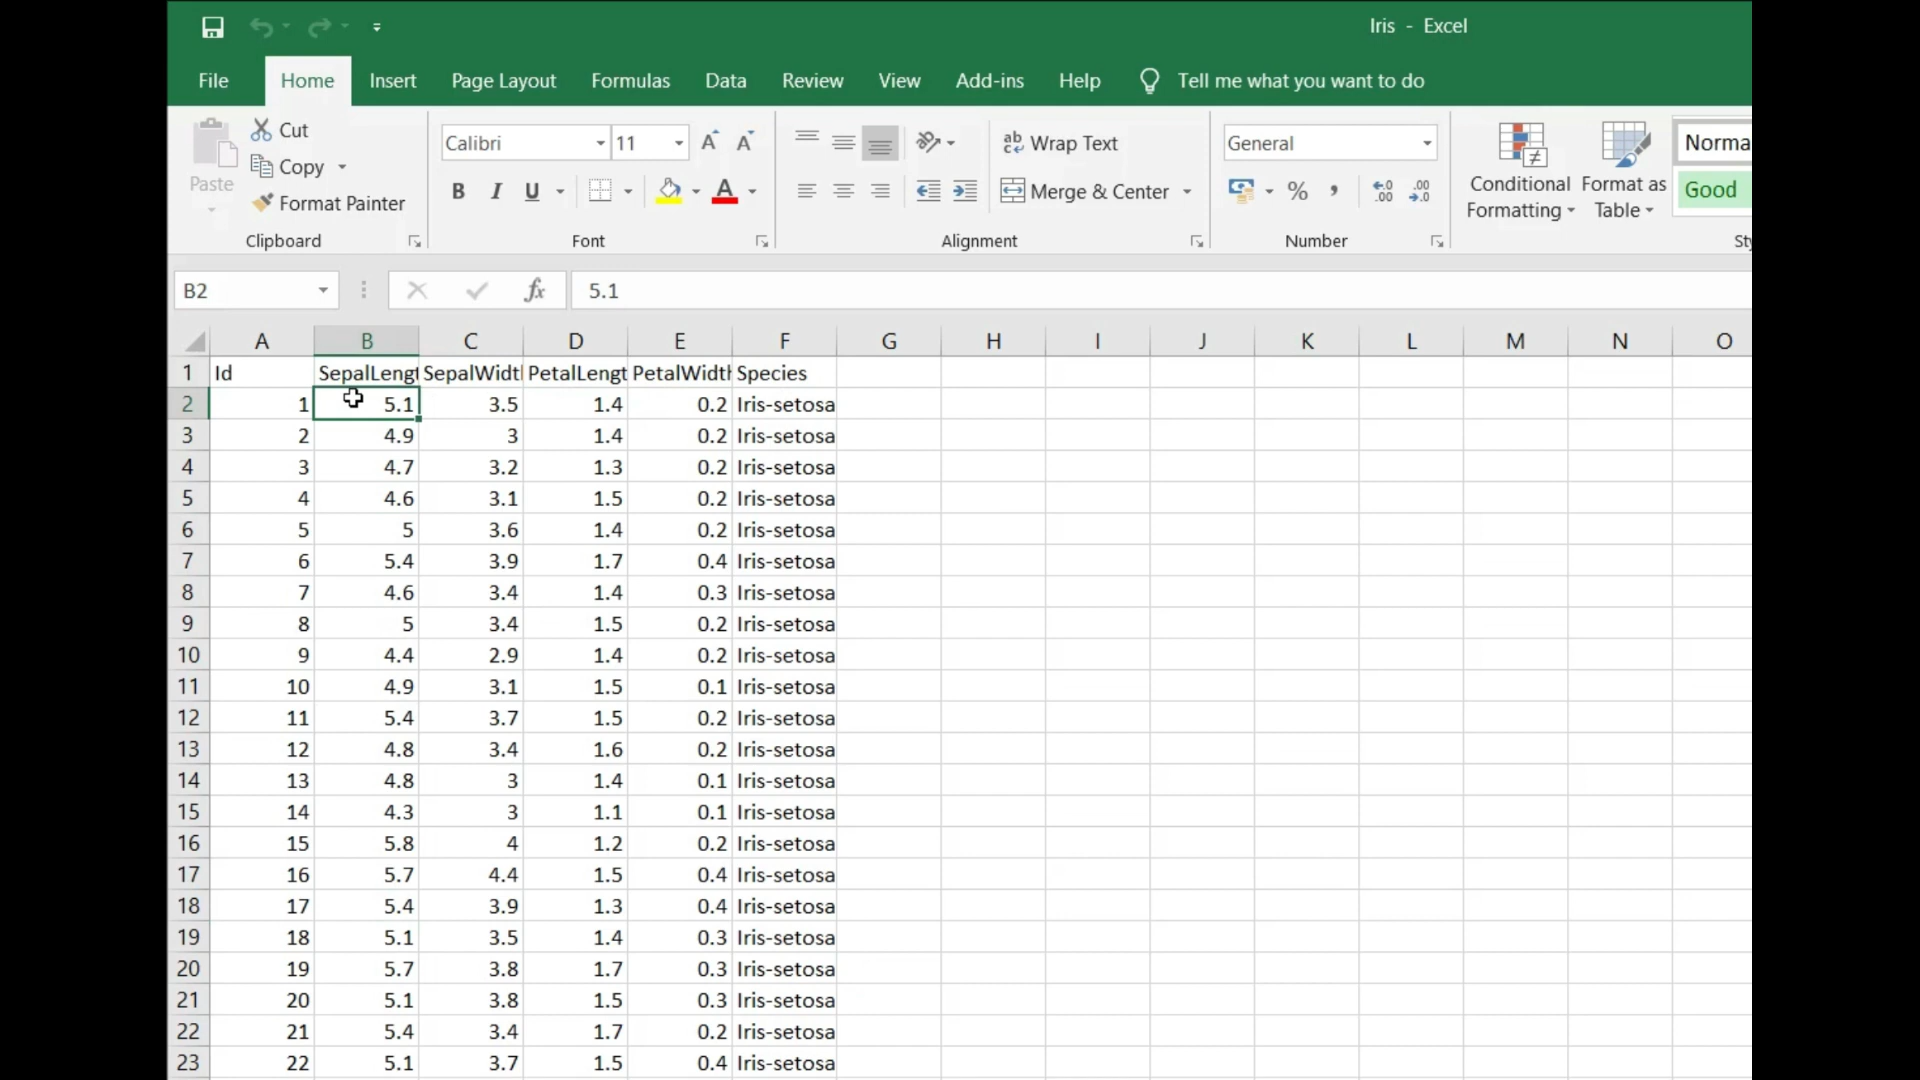 Iris - Excel
File Home Insert Page Layout Formulas Data Review View Add-ins Help Tell me what you want to do
Paste
Cut
Copy
Format Painter
Clipboard
Calibri 11
B I U A
Font
ab Wrap Text
Merge & Center
Alignment
General
% , .0 .00 .00 .0
Number
Conditional Formatting
Format as Table
Norma
Good
Sty
B2 fx 5.1
A B C D E F G H I J K L M N O
1 Id SepalLengt SepalWidt PetalLengt PetalWidth Species
2 1 5.1 3.5 1.4 0.2 Iris-setosa
3 2 4.9 3 1.4 0.2 Iris-setosa
4 3 4.7 3.2 1.3 0.2 Iris-setosa
5 4 4.6 3.1 1.5 0.2 Iris-setosa
6 5 5 3.6 1.4 0.2 Iris-setosa
7 6 5.4 3.9 1.7 0.4 Iris-setosa
8 7 4.6 3.4 1.4 0.3 Iris-setosa
9 8 5 3.4 1.5 0.2 Iris-setosa
10 9 4.4 2.9 1.4 0.2 Iris-setosa
11 10 4.9 3.1 1.5 0.1 Iris-setosa
12 11 5.4 3.7 1.5 0.2 Iris-setosa
13 12 4.8 3.4 1.6 0.2 Iris-setosa
14 13 4.8 3 1.4 0.1 Iris-setosa
15 14 4.3 3 1.1 0.1 Iris-setosa
16 15 5.8 4 1.2 0.2 Iris-setosa
17 16 5.7 4.4 1.5 0.4 Iris-setosa
18 17 5.4 3.9 1.3 0.4 Iris-setosa
19 18 5.1 3.5 1.4 0.3 Iris-setosa
20 19 5.7 3.8 1.7 0.3 Iris-setosa
21 20 5.1 3.8 1.5 0.3 Iris-setosa
22 21 5.4 3.4 1.7 0.2 Iris-setosa
23 22 5.1 3.7 1.5 0.4 Iris-setosa